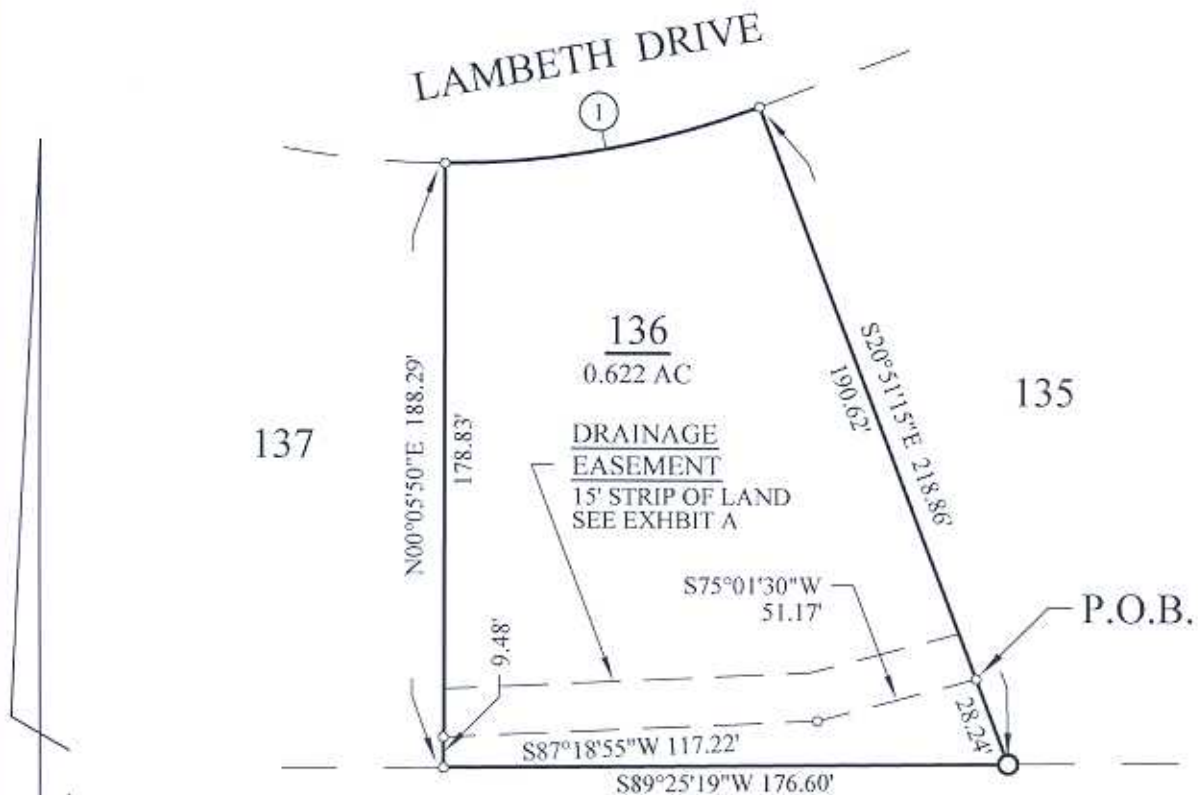 LAMBETH DRIVE
1
136
0.622 AC
137
135
N00°05'50"E 188.29'
178.83'
S20°51'15"E 218.86'
190.62'
DRAINAGE
EASEMENT
15' STRIP OF LAND
SEE EXHBIT A
S75°01'30"W
51.17'
P.O.B.
9.48'
28.24'
S87°18'55"W 117.22'
S89°25'19"W 176.60'